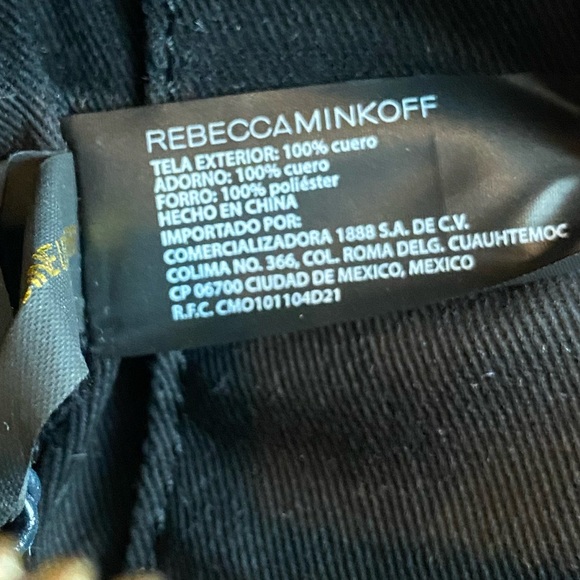 REBECCAMINKOFF
TELA EXTERIOR: 100% cuero
ADORNO: 100% cuero
FORRO: 100% poliéster
HECHO EN CHINA
IMPORTADO POR:
COMERCIALIZADORA 1888 S.A. DE C.V.
COLIMA NO. 366, COL. ROMA DELG. CUAUHTEMOC
CP 06700 CIUDAD DE MEXICO, MEXICO
R.F.C. CMO101104D21